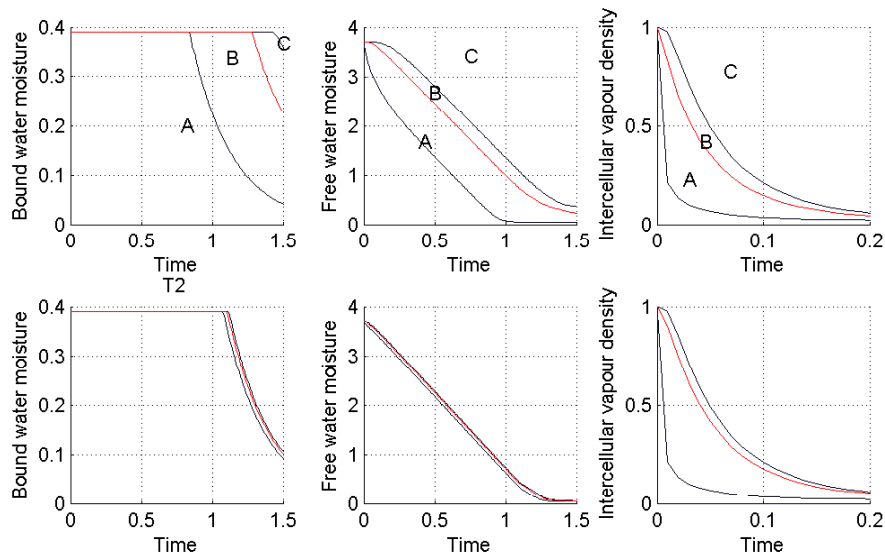 Bound water moisture
0.4
0.3
0.2
0.1
0
0
0.5
1
1.5
Time
A
B
C
Free water moisture
4
3
2
1
0
0
0.5
1
1.5
Time
A
B
C
Intercellular vapour density
1
0.5
0
0
0.1
0.2
Time
A
B
C
T2
Bound water moisture
0.4
0.3
0.2
0.1
0
0
0.5
1
1.5
Time
Free water moisture
4
3
2
1
0
0
0.5
1
1.5
Time
Intercellular vapour density
1
0.5
0
0
0.1
0.2
Time